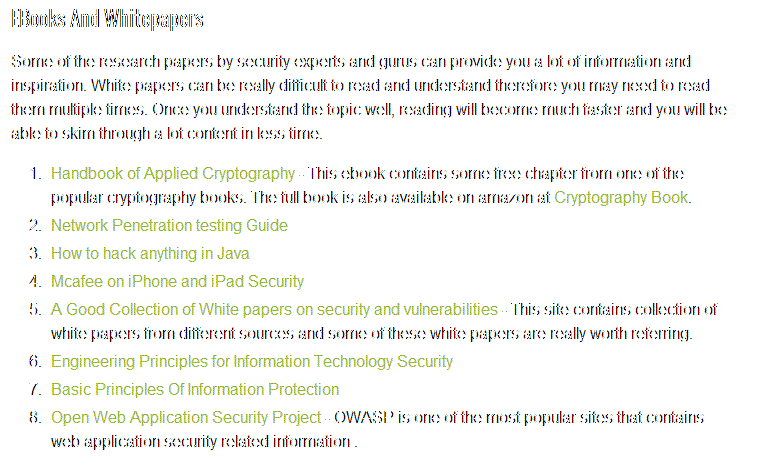 EBooks And Whitepapers
Some of the research papers by security experts and gurus can provide you a lot of information and
inspiration. White papers can be really difficult to read and understand therefore you may need to read
them multiple times. Once you understand the topic well, reading will become much faster and you will be
able to skim through a lot content in less time.
1. Handbook of Applied Cryptography - This ebook contains some free chapter from one of the
popular cryptography books. The full book is also available on amazon at Cryptography Book.
2. Network Penetration testing Guide
3. How to hack anything in Java
4. Mcafee on iPhone and iPad Security
5. A Good Collection of White papers on security and vulnerabilities - This site contains collection of
white papers from different sources and some of these white papers are really worth referring.
6. Engineering Principles for Information Technology Security
7. Basic Principles Of Information Protection
8. Open Web Application Security Project - OWASP is one of the most popular sites that contains
web application security related information .